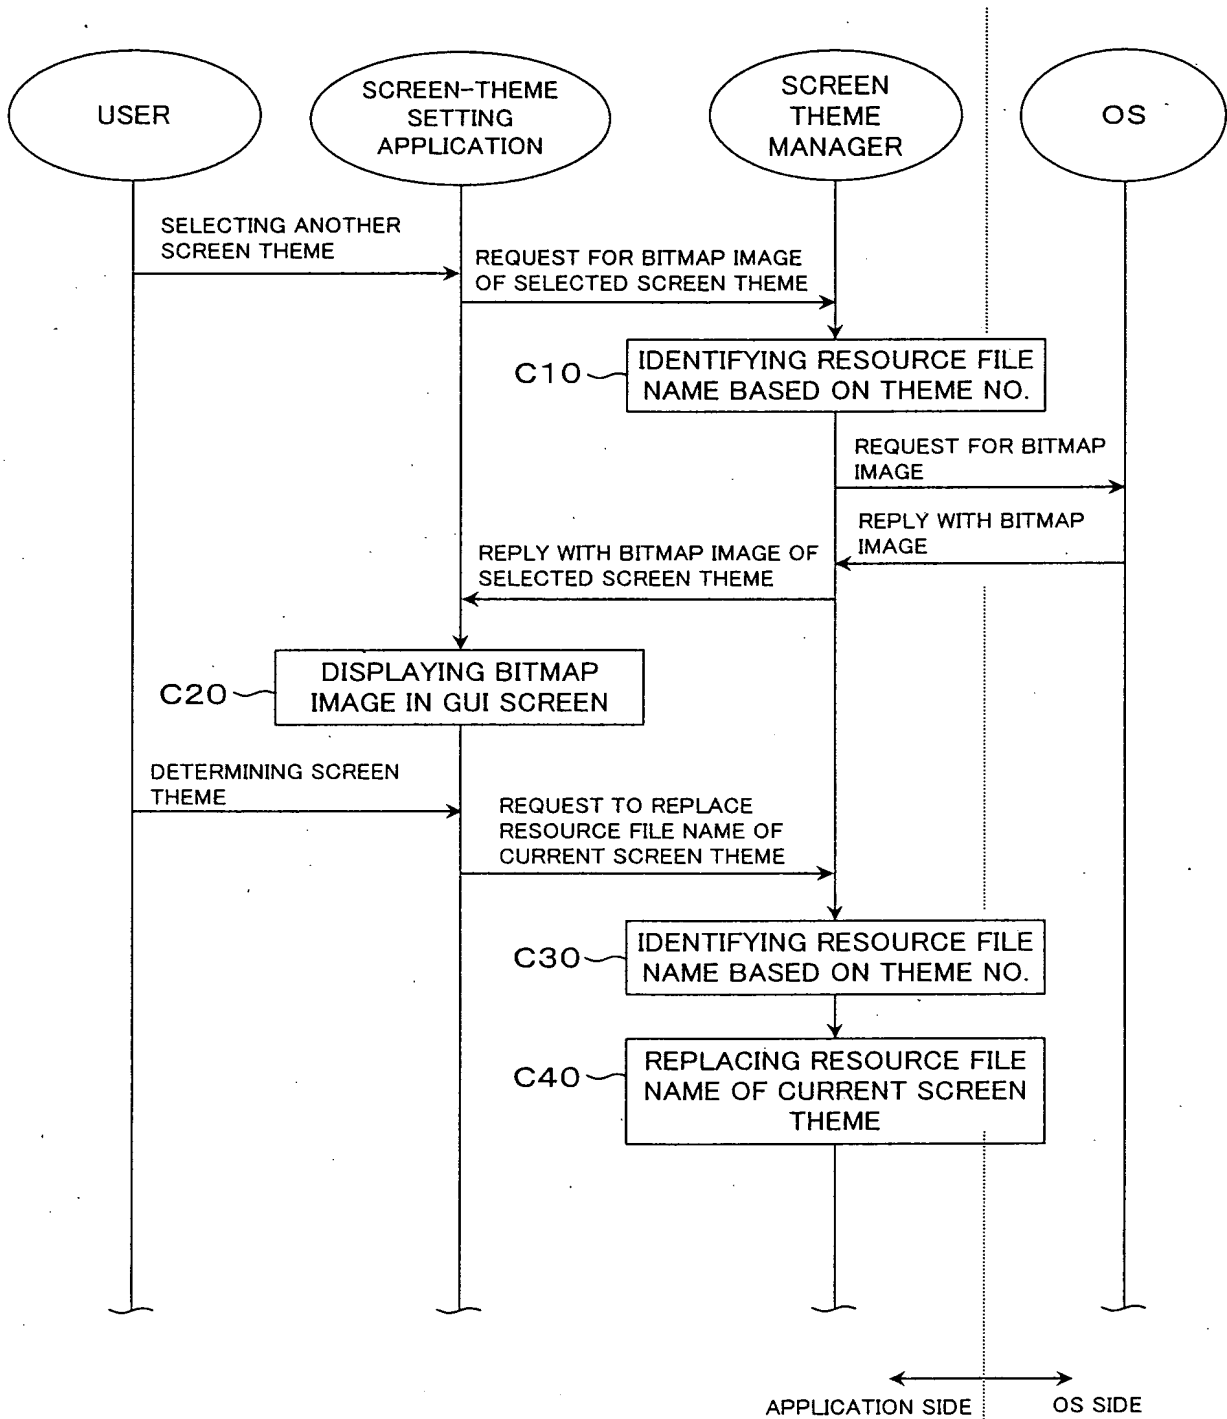 USER
SCREEN-THEME
SETTING
APPLICATION
SCREEN
THEME
MANAGER
OS
SELECTING ANOTHER
SCREEN THEME
REQUEST FOR BITMAP IMAGE
OF SELECTED SCREEN THEME
C10
IDENTIFYING RESOURCE FILE
NAME BASED ON THEME NO.
REQUEST FOR BITMAP
IMAGE
REPLY WITH BITMAP
IMAGE
REPLY WITH BITMAP IMAGE OF
SELECTED SCREEN THEME
C20
DISPLAYING BITMAP
IMAGE IN GUI SCREEN
DETERMINING SCREEN
THEME
REQUEST TO REPLACE
RESOURCE FILE NAME OF
CURRENT SCREEN THEME
C30
IDENTIFYING RESOURCE FILE
NAME BASED ON THEME NO.
C40
REPLACING RESOURCE FILE
NAME OF CURRENT SCREEN
THEME
APPLICATION SIDE
OS SIDE